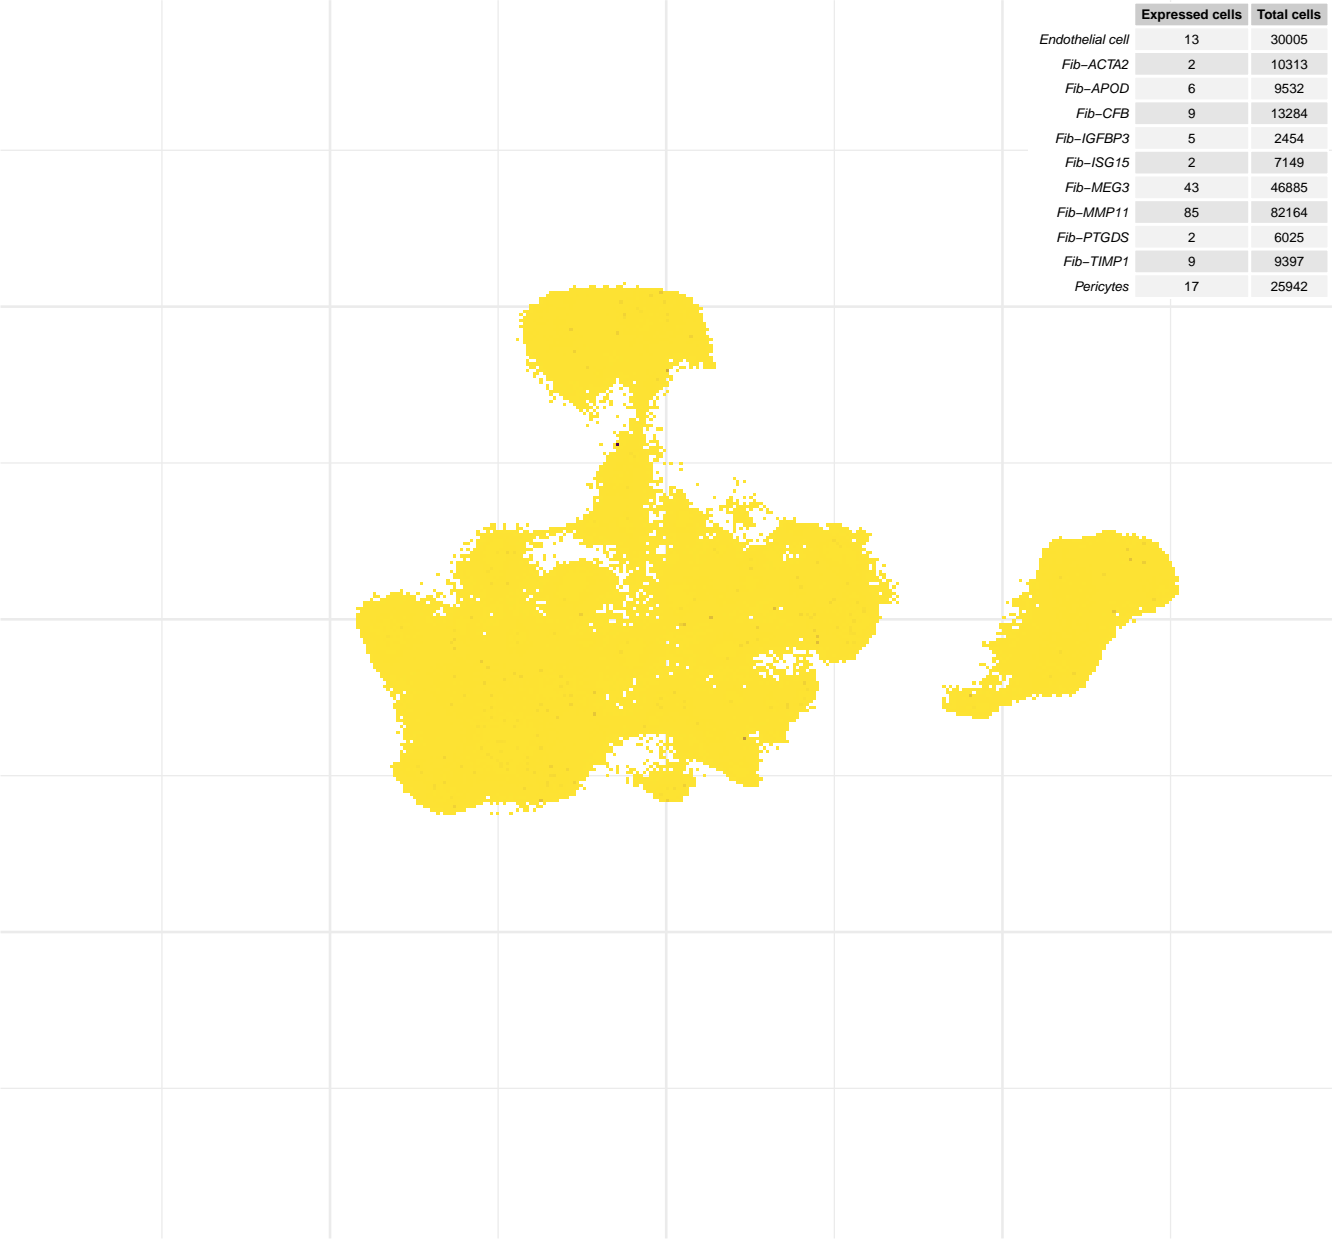 Expressed cells Total cells
Endothelial cell 13 30005
Fib−ACTA2 2 10313
Fib−APOD 6 9532
Fib−CFB 9 13284
Fib−IGFBP3 5 2454
Fib−ISG15 2 7149
Fib−MEG3 43 46885
Fib−MMP11 85 82164
Fib−PTGDS 2 6025
Fib−TIMP1 9 9397
Pericytes 17 25942